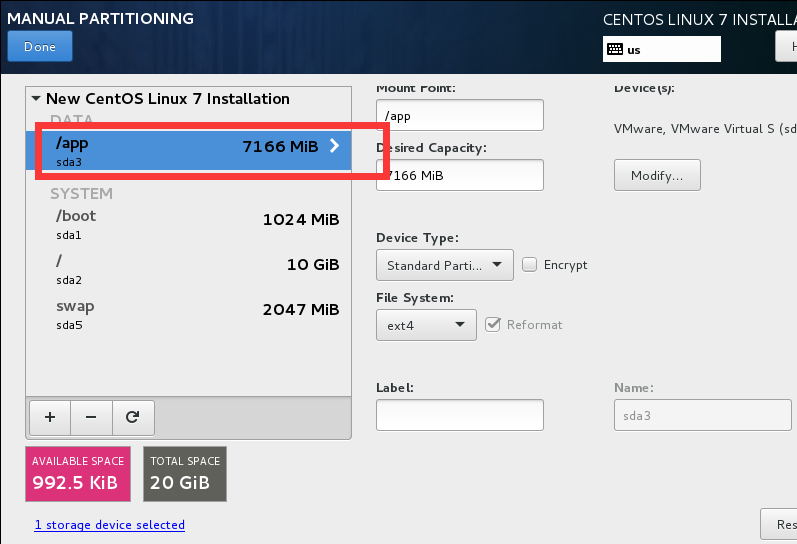 MANUAL PARTITIONING
CENTOS LINUX 7 INSTALLA
Done
us
H
New CentOS Linux 7 Installation
DATA
/app
7166 MiB
sda3
SYSTEM
/boot
1024 MiB
sda1
/
10 GiB
sda2
swap
2047 MiB
sda5
+ −
AVAILABLE SPACE
992.5 KiB
TOTAL SPACE
20 GiB
1 storage device selected
Mount Point:
/app
Desired Capacity:
7166 MiB
Device Type:
Standard Parti...
Encrypt
File System:
ext4
Reformat
Label:
Device(s):
VMware, VMware Virtual S (sd
Modify...
Name:
sda3
Res